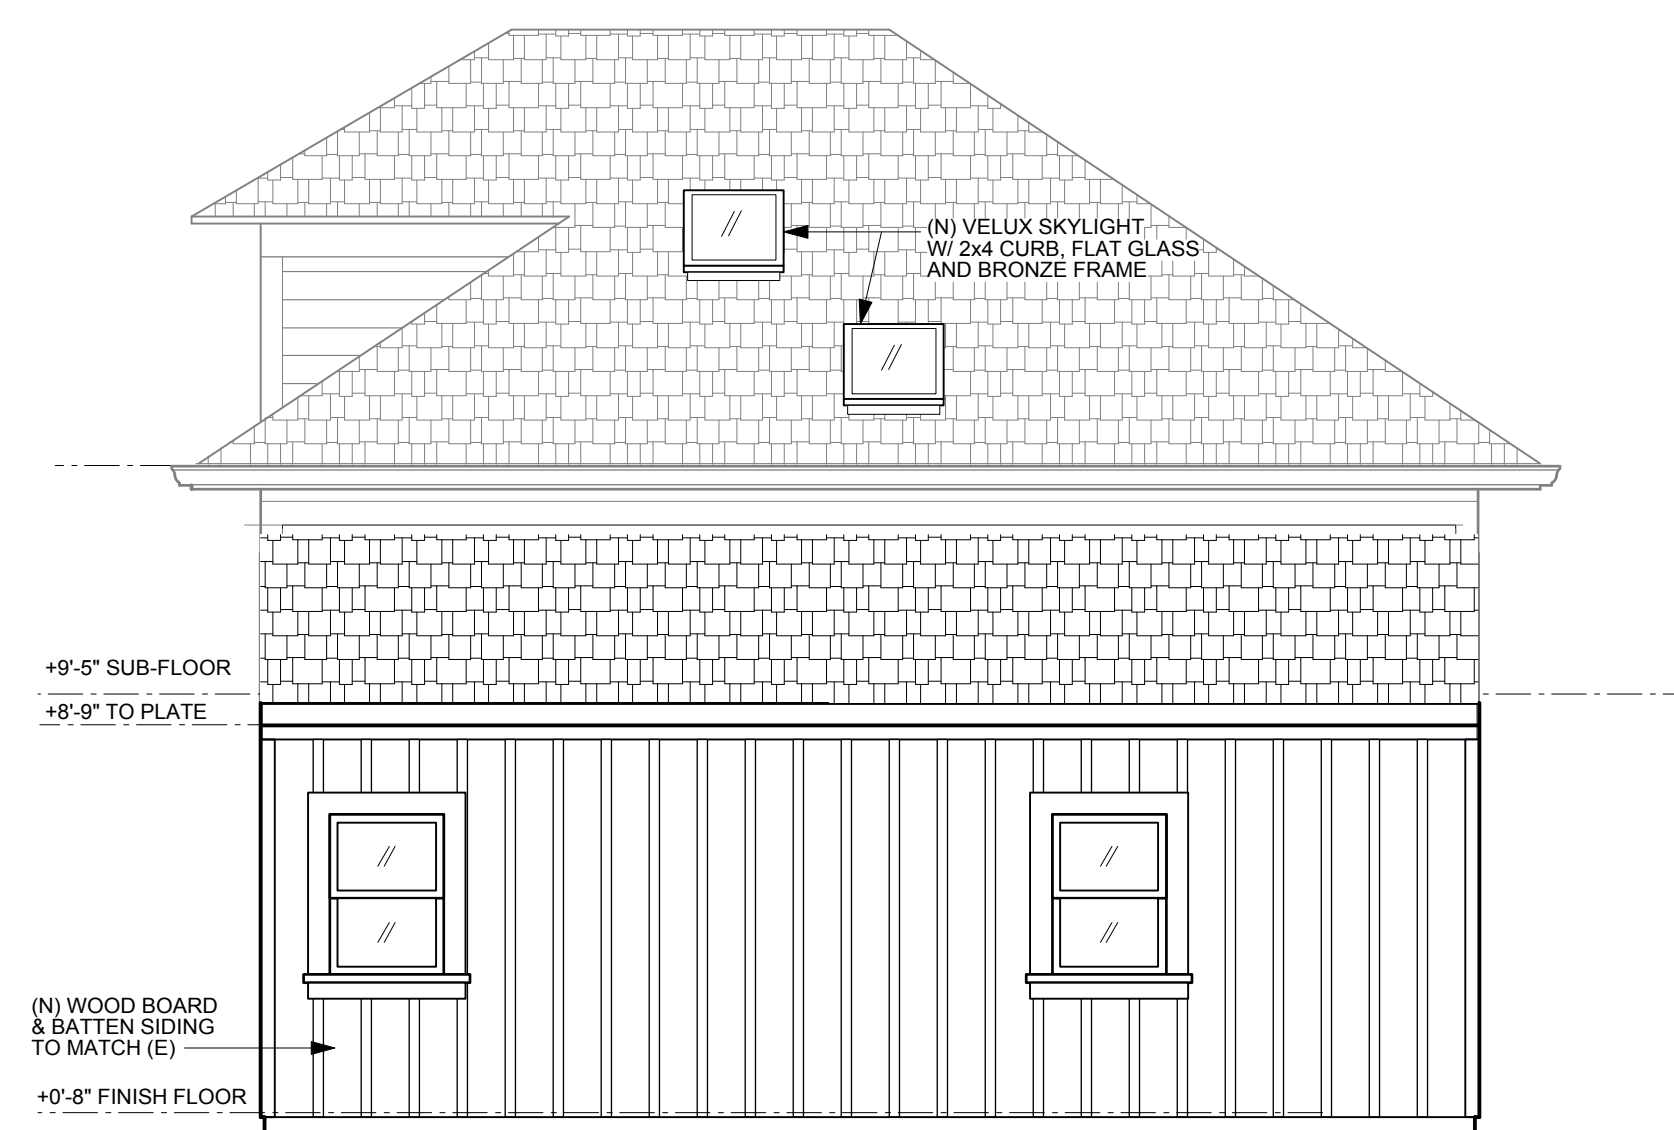 (N) VELUX SKYLIGHT
W/ 2x4 CURB, FLAT GLASS
AND BRONZE FRAME
+9'-5" SUB-FLOOR
+8'-9" TO PLATE
(N) WOOD BOARD
& BATTEN SIDING
TO MATCH (E)
+0'-8" FINISH FLOOR